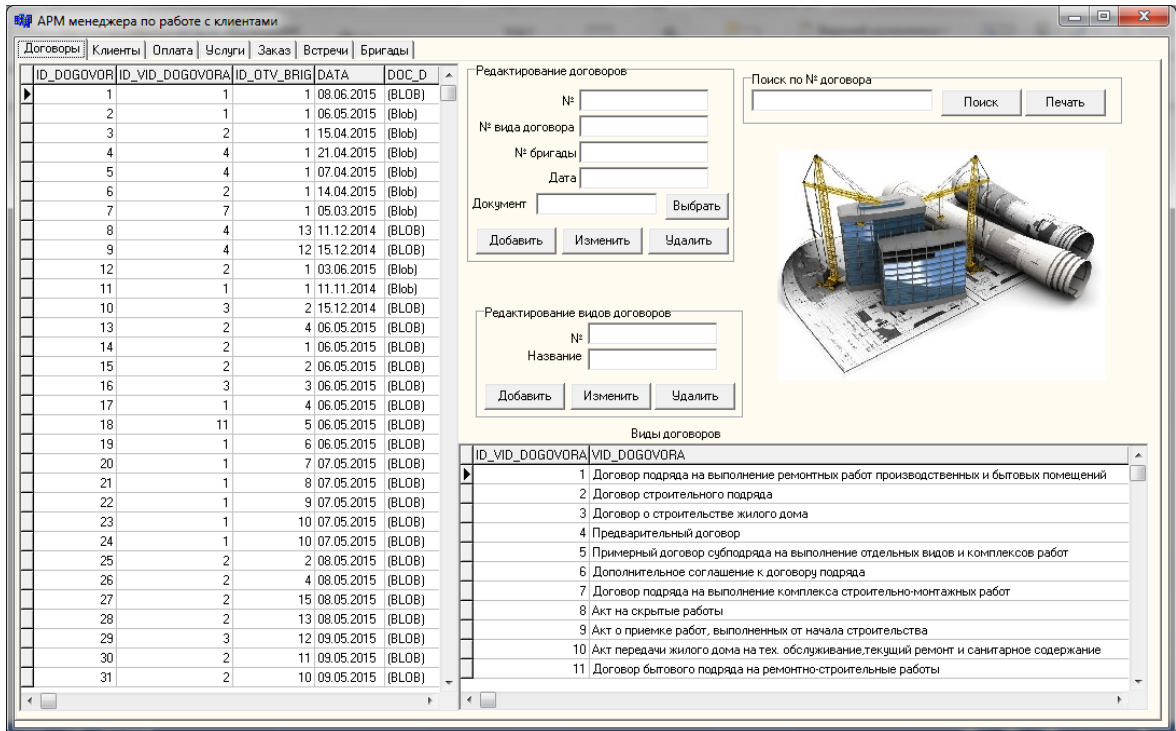 АРМ менеджера по работе с клиентами
Договоры Клиенты Оплата Услуги Заказ Встречи Бригады
ID_DOGOVOR ID_VID_DOGOVORA ID_OTV_BRIG DATA DOC_D
1 1 1 08.06.2015 (BLOB)
2 1 1 06.05.2015 (Blob)
3 2 1 15.04.2015 (Blob)
4 4 1 21.04.2015 (Blob)
5 4 1 07.04.2015 (Blob)
6 2 1 14.04.2015 (Blob)
7 7 1 05.03.2015 (Blob)
8 4 13 11.12.2014 (BLOB)
9 4 12 15.12.2014 (BLOB)
12 2 1 03.06.2015 (Blob)
11 1 1 11.11.2014 (Blob)
10 3 2 15.12.2014 (BLOB)
13 2 4 06.05.2015 (BLOB)
14 2 1 06.05.2015 (BLOB)
15 2 2 06.05.2015 (BLOB)
16 3 3 06.05.2015 (BLOB)
17 1 4 06.05.2015 (BLOB)
18 11 5 06.05.2015 (BLOB)
19 1 6 06.05.2015 (BLOB)
20 1 7 07.05.2015 (BLOB)
21 1 8 07.05.2015 (BLOB)
22 1 9 07.05.2015 (BLOB)
23 1 10 07.05.2015 (BLOB)
24 1 10 07.05.2015 (BLOB)
25 2 2 08.05.2015 (BLOB)
26 2 4 08.05.2015 (BLOB)
27 2 15 08.05.2015 (BLOB)
28 2 13 08.05.2015 (BLOB)
29 3 12 09.05.2015 (BLOB)
30 2 11 09.05.2015 (BLOB)
31 2 10 09.05.2015 (BLOB)
Редактирование договоров
№
№ вида договора
№ бригады
Дата
Документ Выбрать
Добавить Изменить Удалить
Поиск по № договора
Поиск Печать
Редактирование видов договоров
№
Название
Добавить Изменить Удалить
Виды договоров
ID_VID_DOGOVORA VID_DOGOVORA
1 Договор подряда на выполнение ремонтных работ производственных и бытовых помещений
2 Договор строительного подряда
3 Договор о строительстве жилого дома
4 Предварительный договор
5 Примерный договор субподряда на выполнение отдельных видов и комплексов работ
6 Дополнительное соглашение к договору подряда
7 Договор подряда на выполнение комплекса строительно-монтажных работ
8 Акт на скрытые работы
9 Акт о приемке работ, выполненных от начала строительства
10 Акт передачи жилого дома на тех. обслуживание,текущий ремонт и санитарное содержание
11 Договор бытового подряда на ремонтно-строительные работы